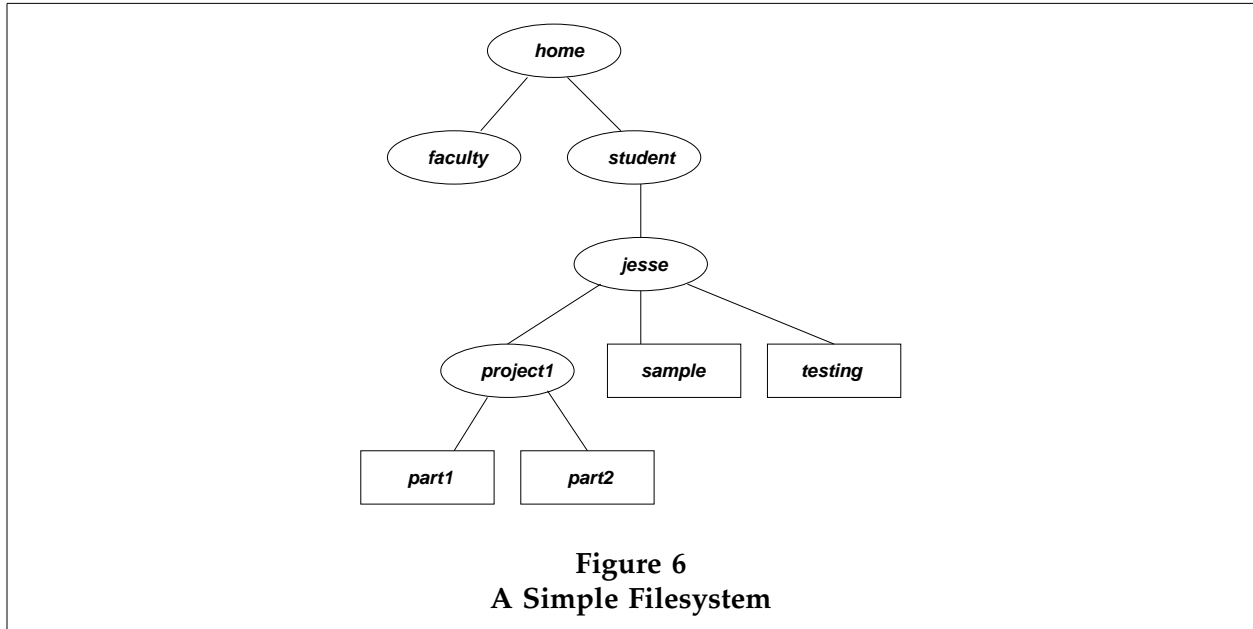 home
faculty
student
jesse
project1
sample
testing
part1
part2
Figure 6
A Simple Filesystem